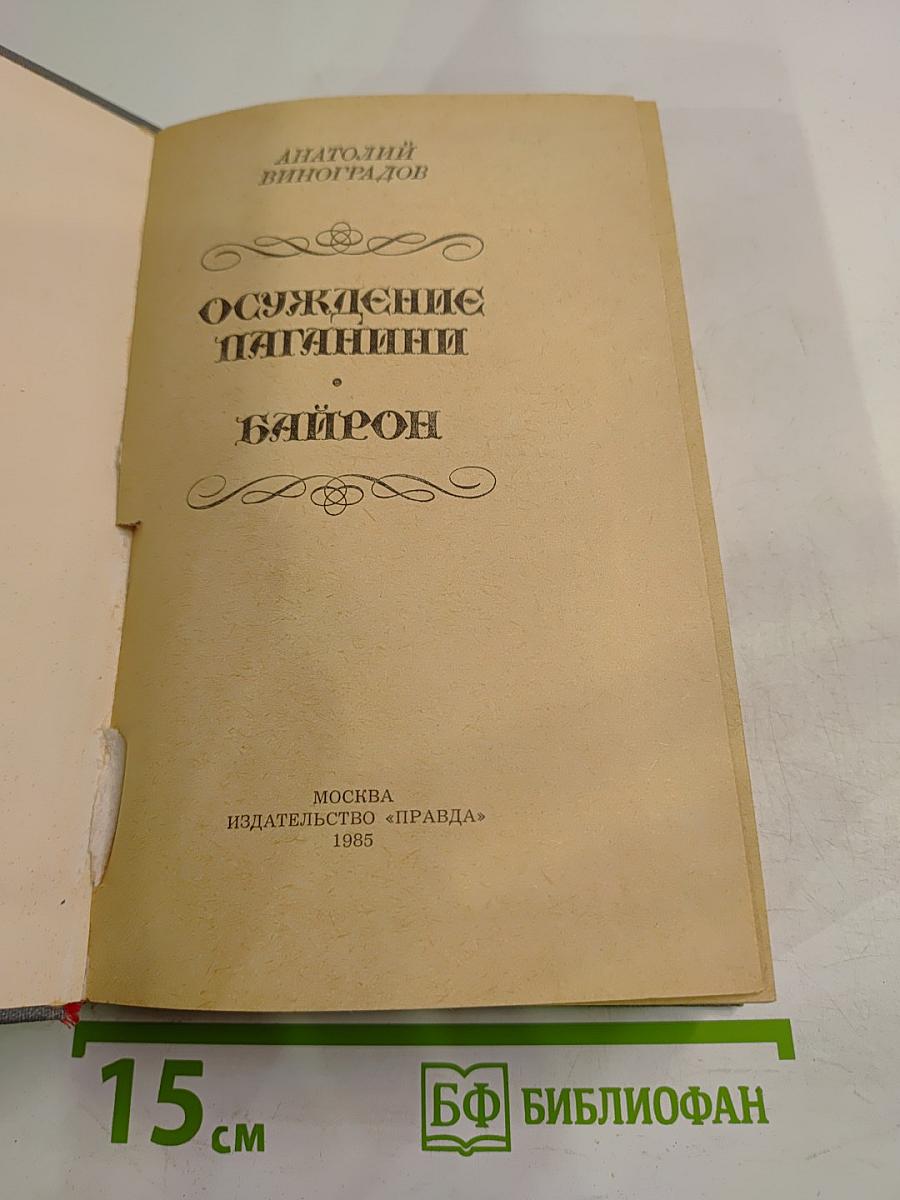 АНАТОЛИЙ
ВИНОГРАДОВ
ОСУЖДЕНИЕ
ПАГАНИНИ
•
БАЙРОН
МОСКВА
ИЗДАТЕЛЬСТВО «ПРАВДА»
1985
15 см
БФ БИБЛИОФАН